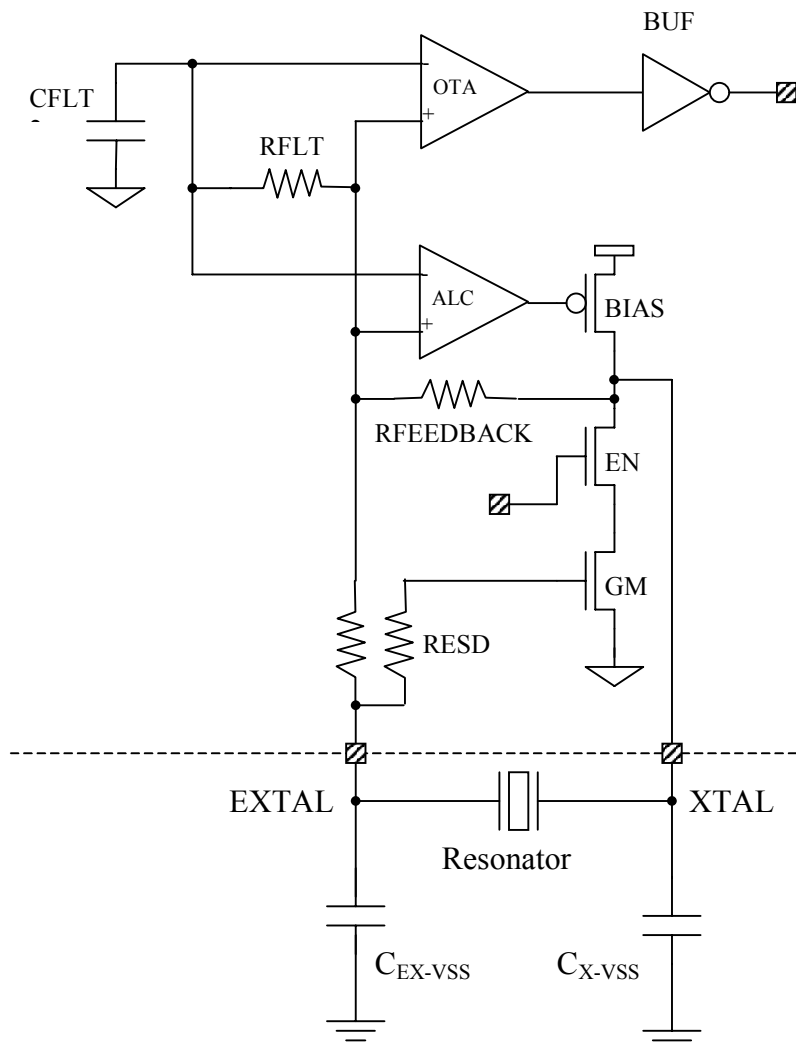 BUF
CFLT
-
OTA
+
RFLT
-
ALC
+
BIAS
RFEEDBACK
EN
GM
RESD
EXTAL
XTAL
Resonator
CEX-VSS
CX-VSS